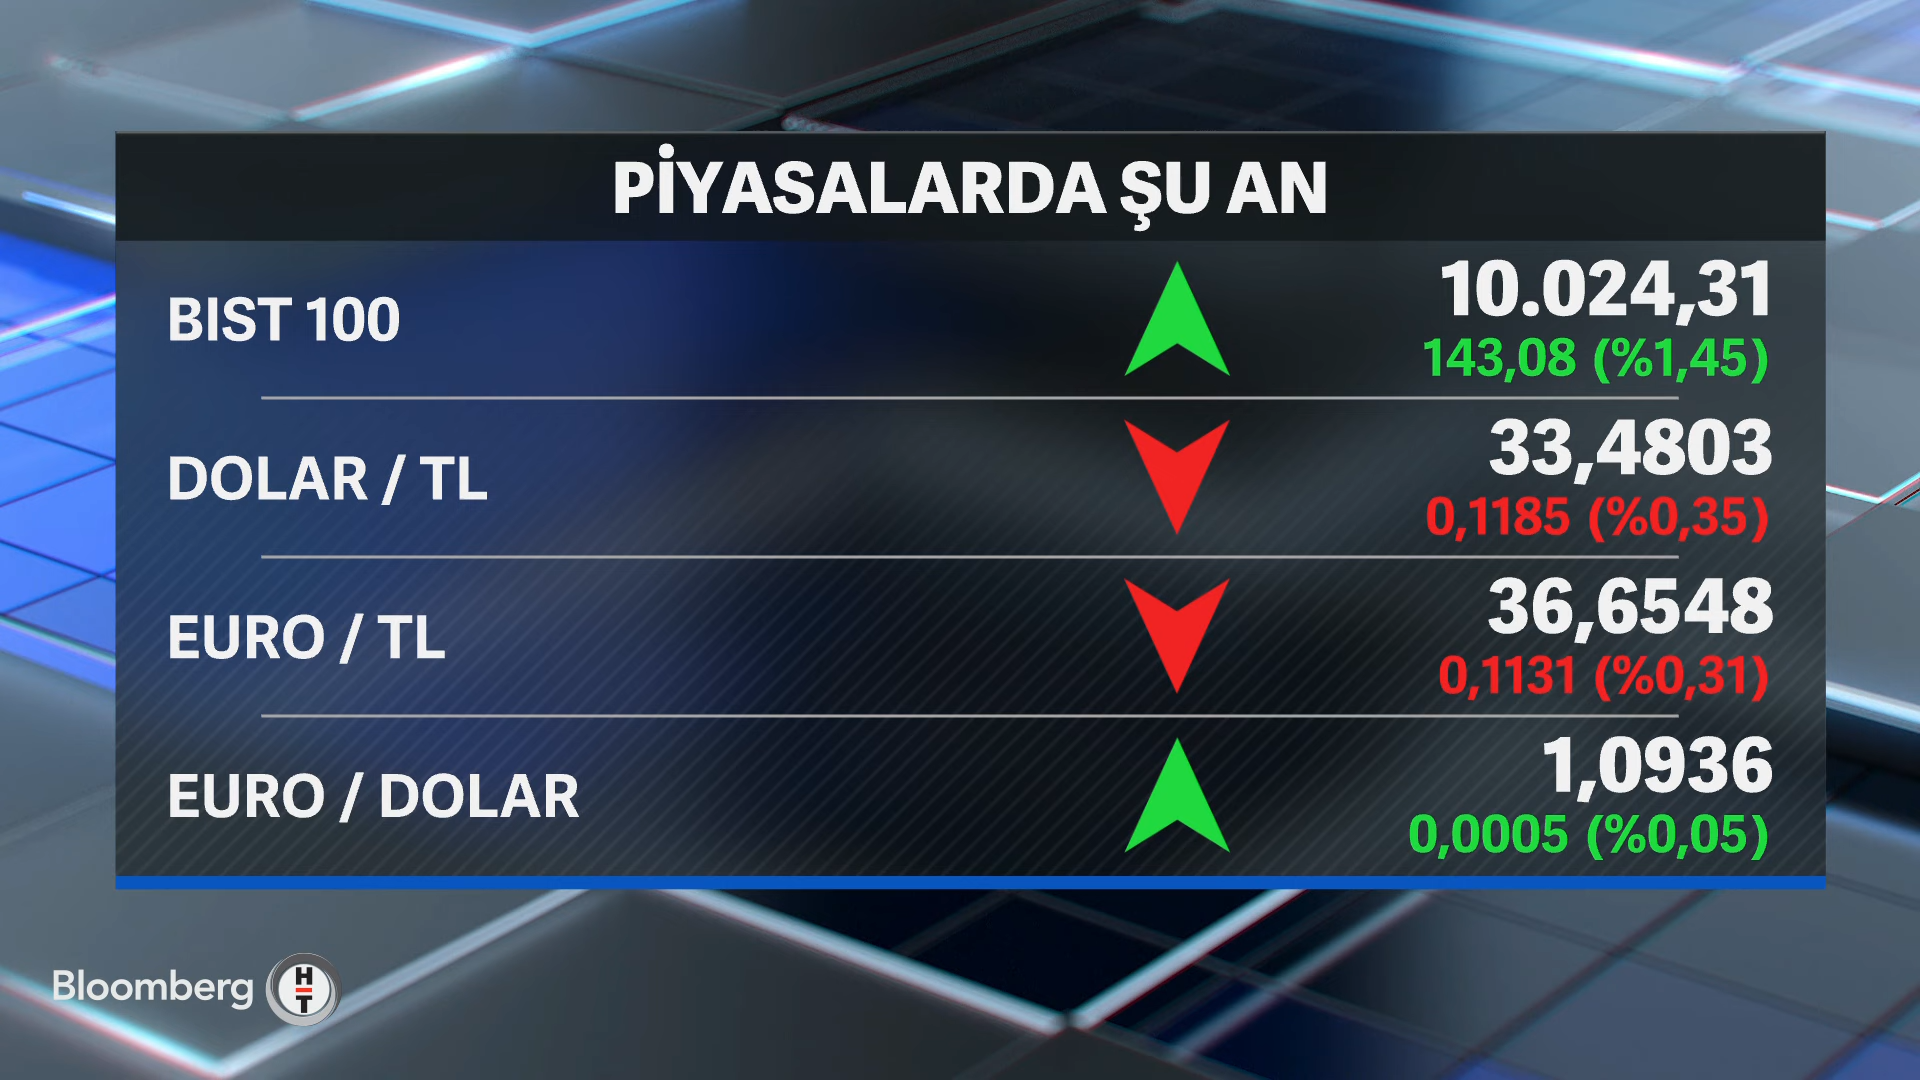 PİYASALARDA ŞU AN
BIST 100
10.024,31
143,08 (%1,45)
DOLAR / TL
33,4803
0,1185 (%0,35)
EURO / TL
36,6548
0,1131 (%0,31)
EURO / DOLAR
1,0936
0,0005 (%0,05)
Bloomberg HT